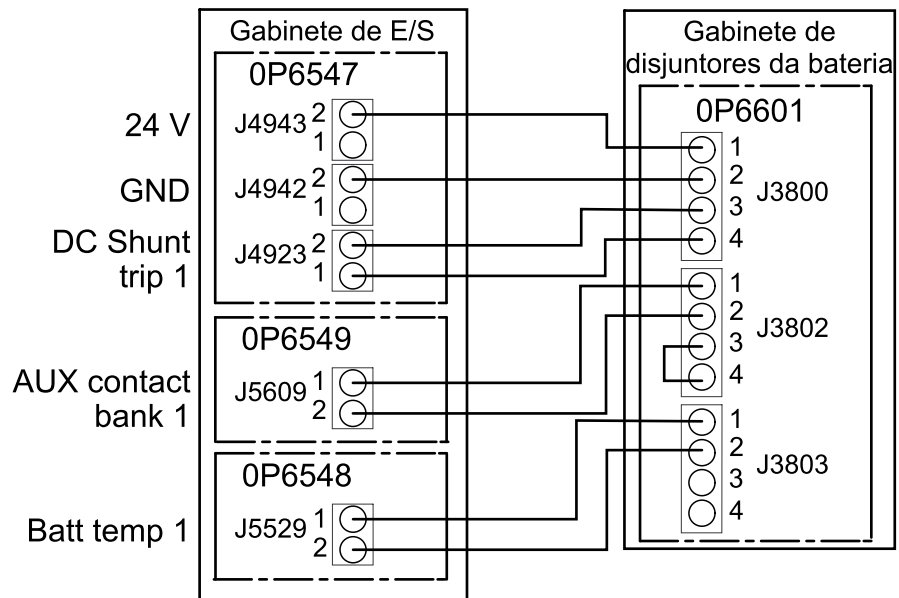 Gabinete de E/S
0P6547
24 V
J4943
2
1
GND
J4942
2
1
DC Shunt
trip 1
J4923
2
1
0P6549
AUX contact
bank 1
J5609
1
2
0P6548
Batt temp 1
J5529
1
2
Gabinete de
disjuntores da bateria
0P6601
1
2
3
4
J3800
1
2
3
4
J3802
1
2
3
4
J3803